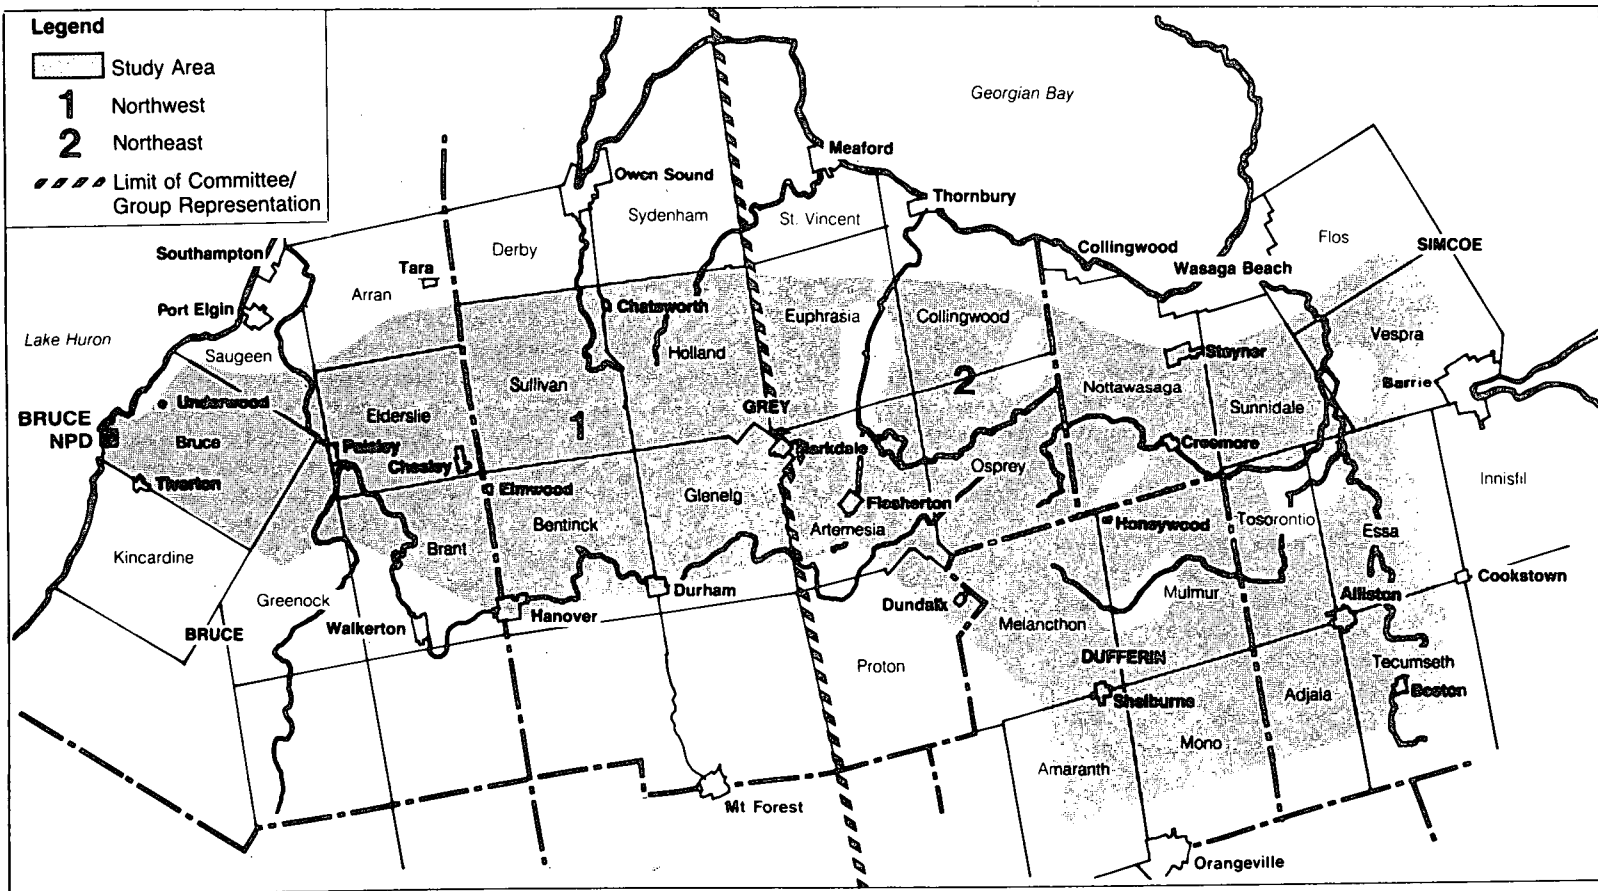 Legend
Study Area
1 Northwest
2 Northeast
Limit of Committee/
Group Representation
Georgian Bay
Meaford
Owen Sound
Sydenham
St. Vincent
Thornbury
Southampton
Derby
Tara
Arran
Collingwood
Flos
SIMCOE
Wasaga Beach
Port Elgin
Chatsworth
Euphrasia
Collingwood
Lake Huron
Saugeen
Holland
Vespra
Stayner
Sullivan
2
Nottawasaga
Barrie
Underwood
Elderslie
1
GREY
Sunnidale
BRUCE
NPD
Bruce
Paisley
Chesley
Markdale
Creemore
Osprey
Tiverton
Elmwood
Glenelg
Flesherton
Innisfil
Bentinck
Artemesia
Honeywood
Tosorontio
Essa
Kincardine
Brant
Greenock
Durham
Dundalk
Mulmur
Alliston
Cookstown
BRUCE
Walkerton
Hanover
Melancthon
Proton
DUFFERIN
Tecumseth
Shelburne
Adjala
Beeton
Mono
Amaranth
Mt Forest
Orangeville